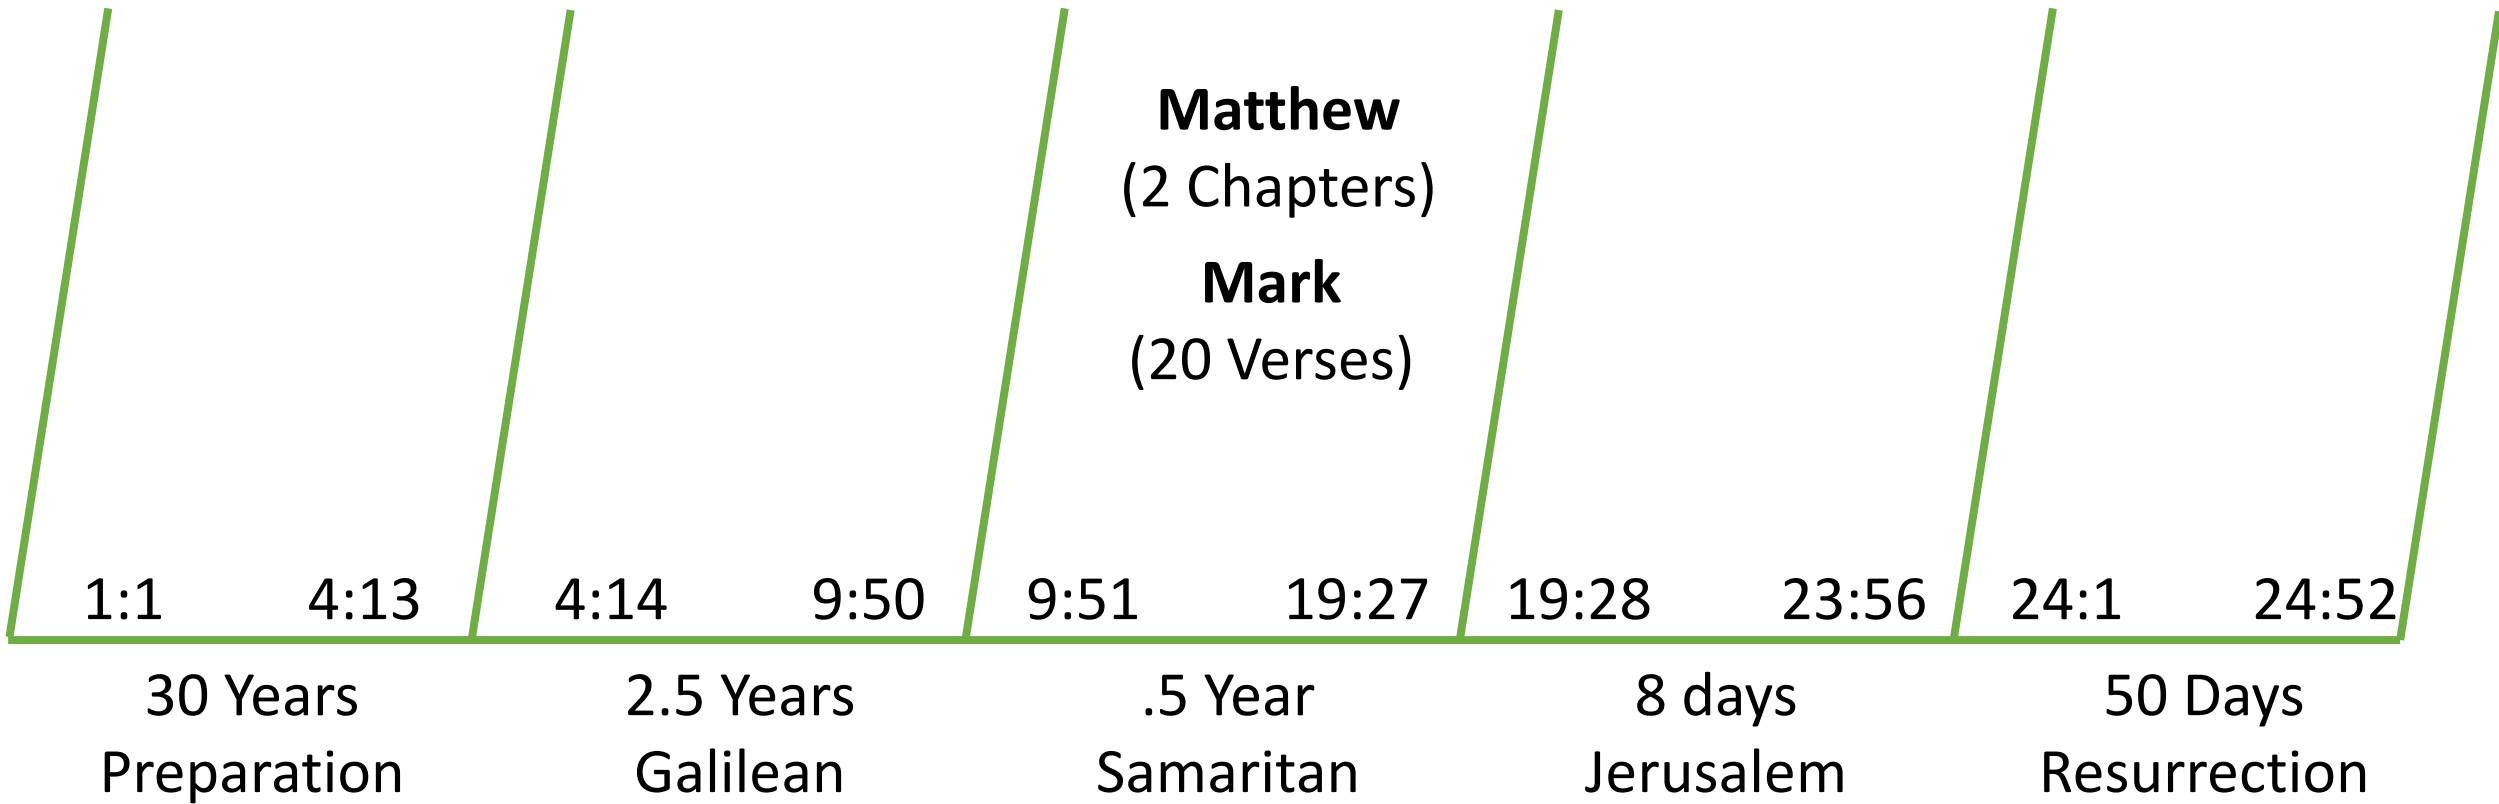 Matthew
(2 Chapters)
Mark
(20 Verses)
1:1 4:13 4:14 9:50 9:51 19:27 19:28 23:56 24:1 24:52
30 Years 2.5 Years .5 Year 8 days 50 Days
Preparation Galilean Samaritan Jerusalem Resurrection